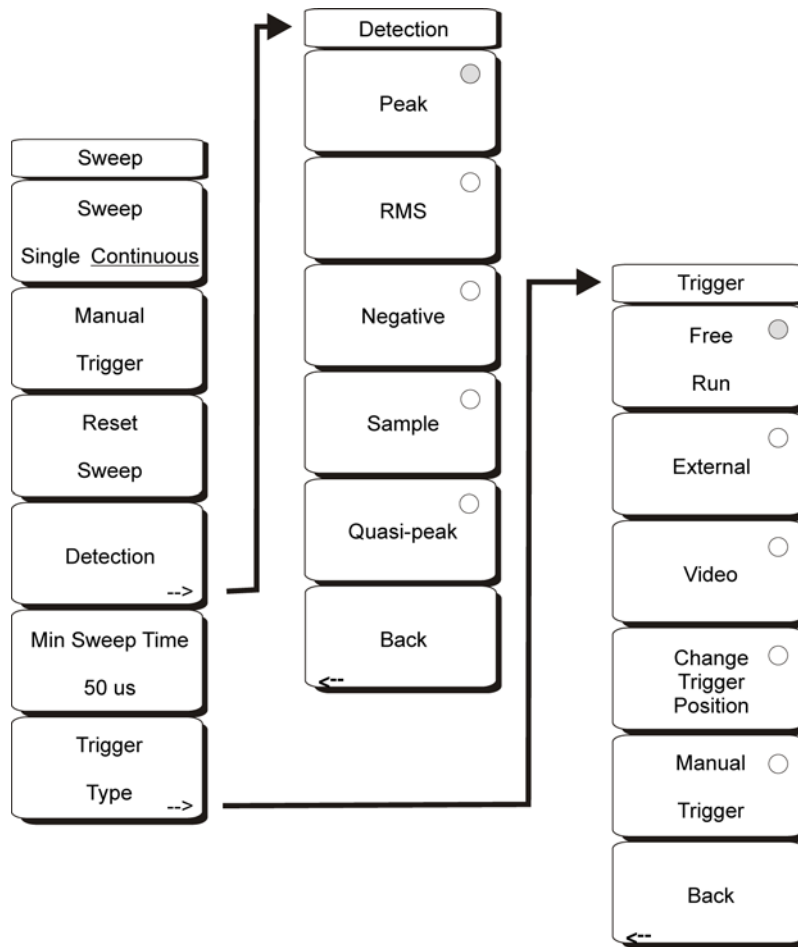 Sweep
Sweep
Single Continuous
Manual
Trigger
Reset
Sweep
Detection
-->
Min Sweep Time
50 us
Trigger
Type
-->
Detection
Peak
RMS
Negative
Sample
Quasi-peak
Back
<--
Trigger
Free
Run
External
Video
Change
Trigger
Position
Manual
Trigger
Back
<--